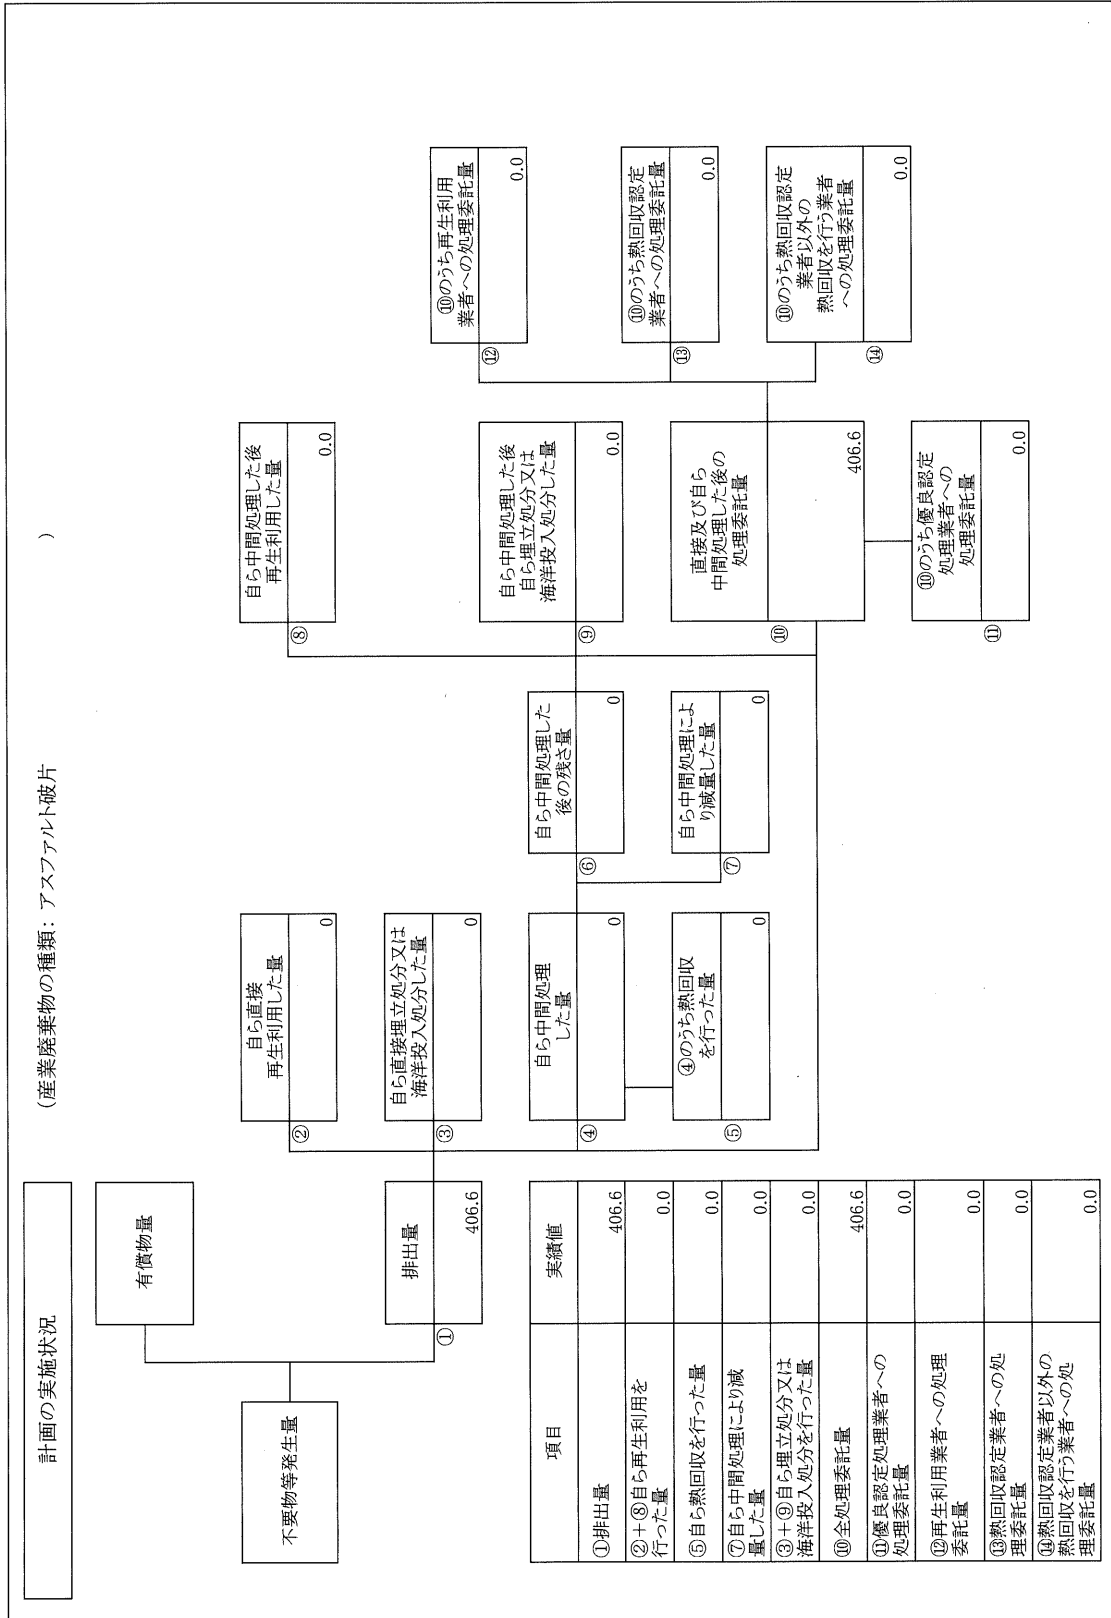 計画の実施状況
(産業廃棄物の種類: アスファルト破片
)
不要物等発生量
有償物量
①
排出量
406.6
②
自ら直接
再生利用した量
0
③
自ら直接埋立処分又は
海洋投入処分した量
0
④
自ら中間処理
した量
0
⑤
④のうち熱回収
を行った量
0
⑥
自ら中間処理した
後の残さ量
0
⑦
自ら中間処理によ
り減量した量
0
⑧
自ら中間処理した後
再生利用した量
0.0
⑨
自ら中間処理した後
自ら埋立処分又は
海洋投入処分した量
0.0
⑩
直接及び自ら
中間処理した後の
処理委託量
406.6
⑪
⑩のうち優良認定
処理業者への
処理委託量
0.0
⑫
⑩のうち再生利用
業者への処理委託量
0.0
⑬
⑩のうち熱回収認定
業者への処理委託量
0.0
⑭
⑩のうち熱回収認定
業者以外の
熱回収を行う業者
への処理委託量
0.0
項目 実績値
①排出量 406.6
②+⑧自ら再生利用を
行った量 0.0
⑤自ら熱回収を行った量 0.0
⑦自ら中間処理により減
量した量 0.0
③+⑨自ら埋立処分又は
海洋投入処分を行った量 0.0
⑩全処理委託量 406.6
⑪優良認定処理業者への
処理委託量 0.0
⑫再生利用業者への処理
委託量 0.0
⑬熱回収認定業者への処
理委託量 0.0
⑭熱回収認定業者以外の
熱回収を行う業者への処
理委託量 0.0